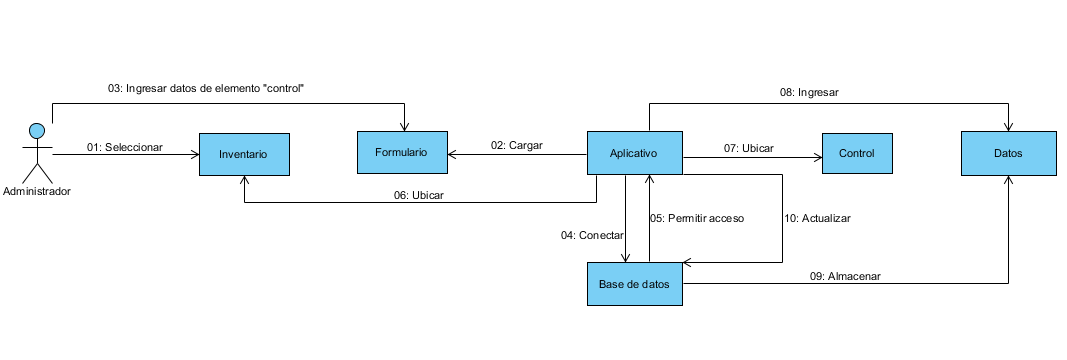 03: Ingresar datos de elemento "control"
08: Ingresar
01: Seleccionar
Inventario
Formulario
02: Cargar
Aplicativo
07: Ubicar
Control
Datos
Administrador
06: Ubicar
05: Permitir acceso
10: Actualizar
04: Conectar
Base de datos
09: Almacenar